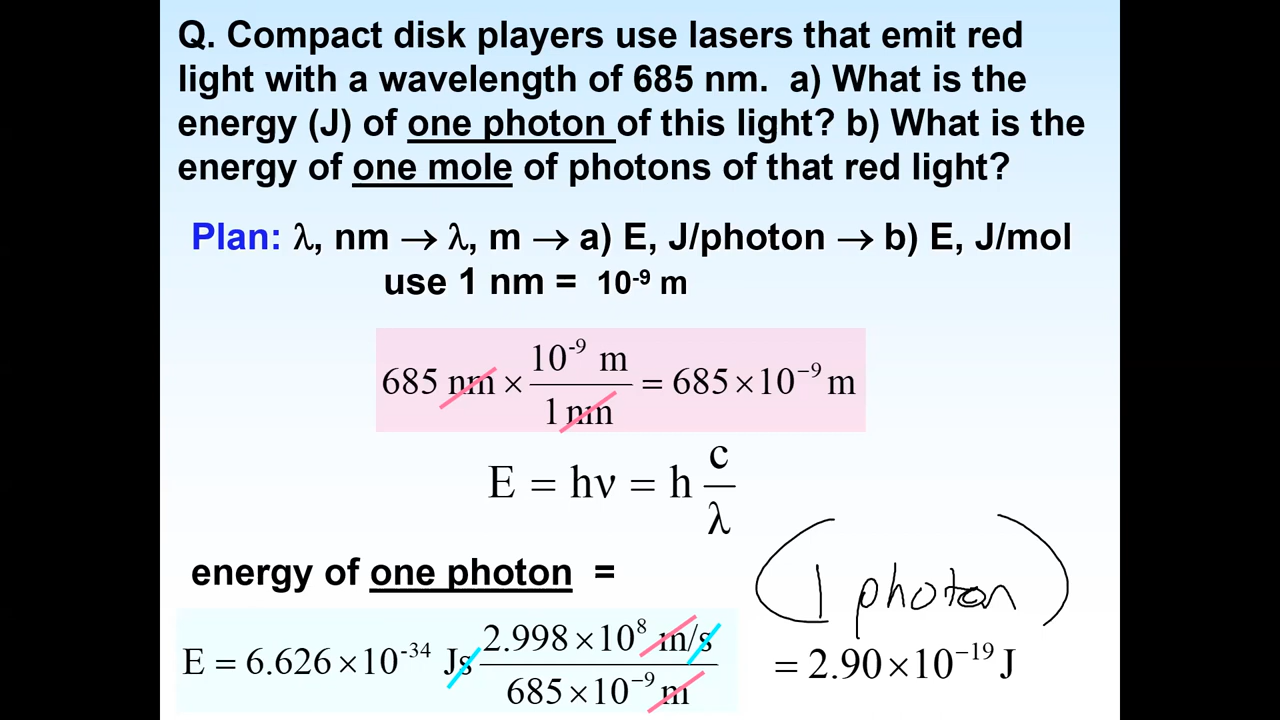 Q. Compact disk players use lasers that emit red
light with a wavelength of 685 nm. a) What is the
energy (J) of one photon of this light? b) What is the
energy of one mole of photons of that red light?
Plan: λ, nm → λ, m → a) E, J/photon → b) E, J/mol
use 1 nm = 10⁻⁹ m
685 nm × 10⁻⁹ m / 1 nm = 685 × 10⁻⁹ m
E = hν = h c/λ
(1 photon)
energy of one photon =
E = 6.626 × 10⁻³⁴ Js 2.998 × 10⁸ m/s / 685 × 10⁻⁹ m = 2.90 × 10⁻¹⁹ J